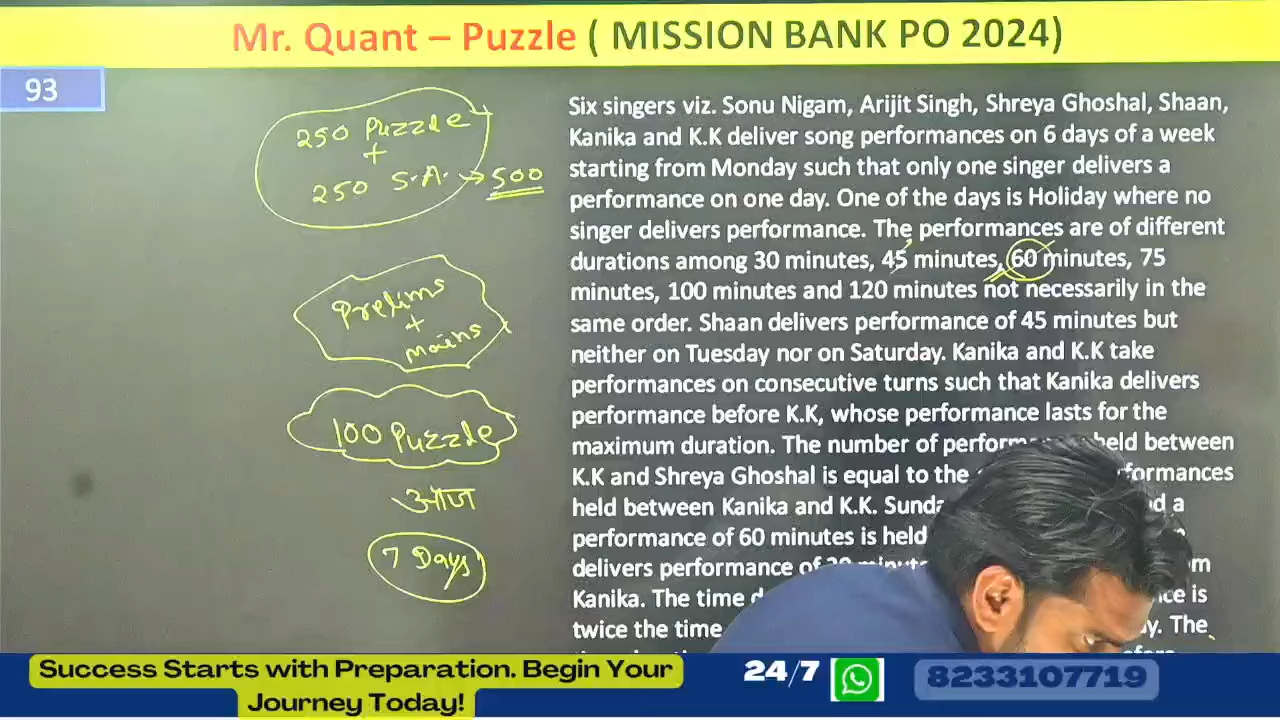 Mr. Quant – Puzzle ( MISSION BANK PO 2024)
93
250 Puzzle
+
250 S.A. → 500
Prelims
+
mains
100 Puzzle
आज
7 Days
Six singers viz. Sonu Nigam, Arijit Singh, Shreya Ghoshal, Shaan,
Kanika and K.K deliver song performances on 6 days of a week
starting from Monday such that only one singer delivers a
performance on one day. One of the days is Holiday where no
singer delivers performance. The performances are of different
durations among 30 minutes, 45 minutes, 60 minutes, 75
minutes, 100 minutes and 120 minutes not necessarily in the
same order. Shaan delivers performance of 45 minutes but
neither on Tuesday nor on Saturday. Kanika and K.K take
performances on consecutive turns such that Kanika delivers
performance before K.K, whose performance lasts for the
maximum duration. The number of held between
K.K and Shreya Ghoshal is equal to the
held between Kanika and K.K. a
performance of 60 minutes is held
delivers performance of
Kanika. The time is
twice the time The
Success Starts with Preparation. Begin Your
Journey Today!
24/7
8233107719